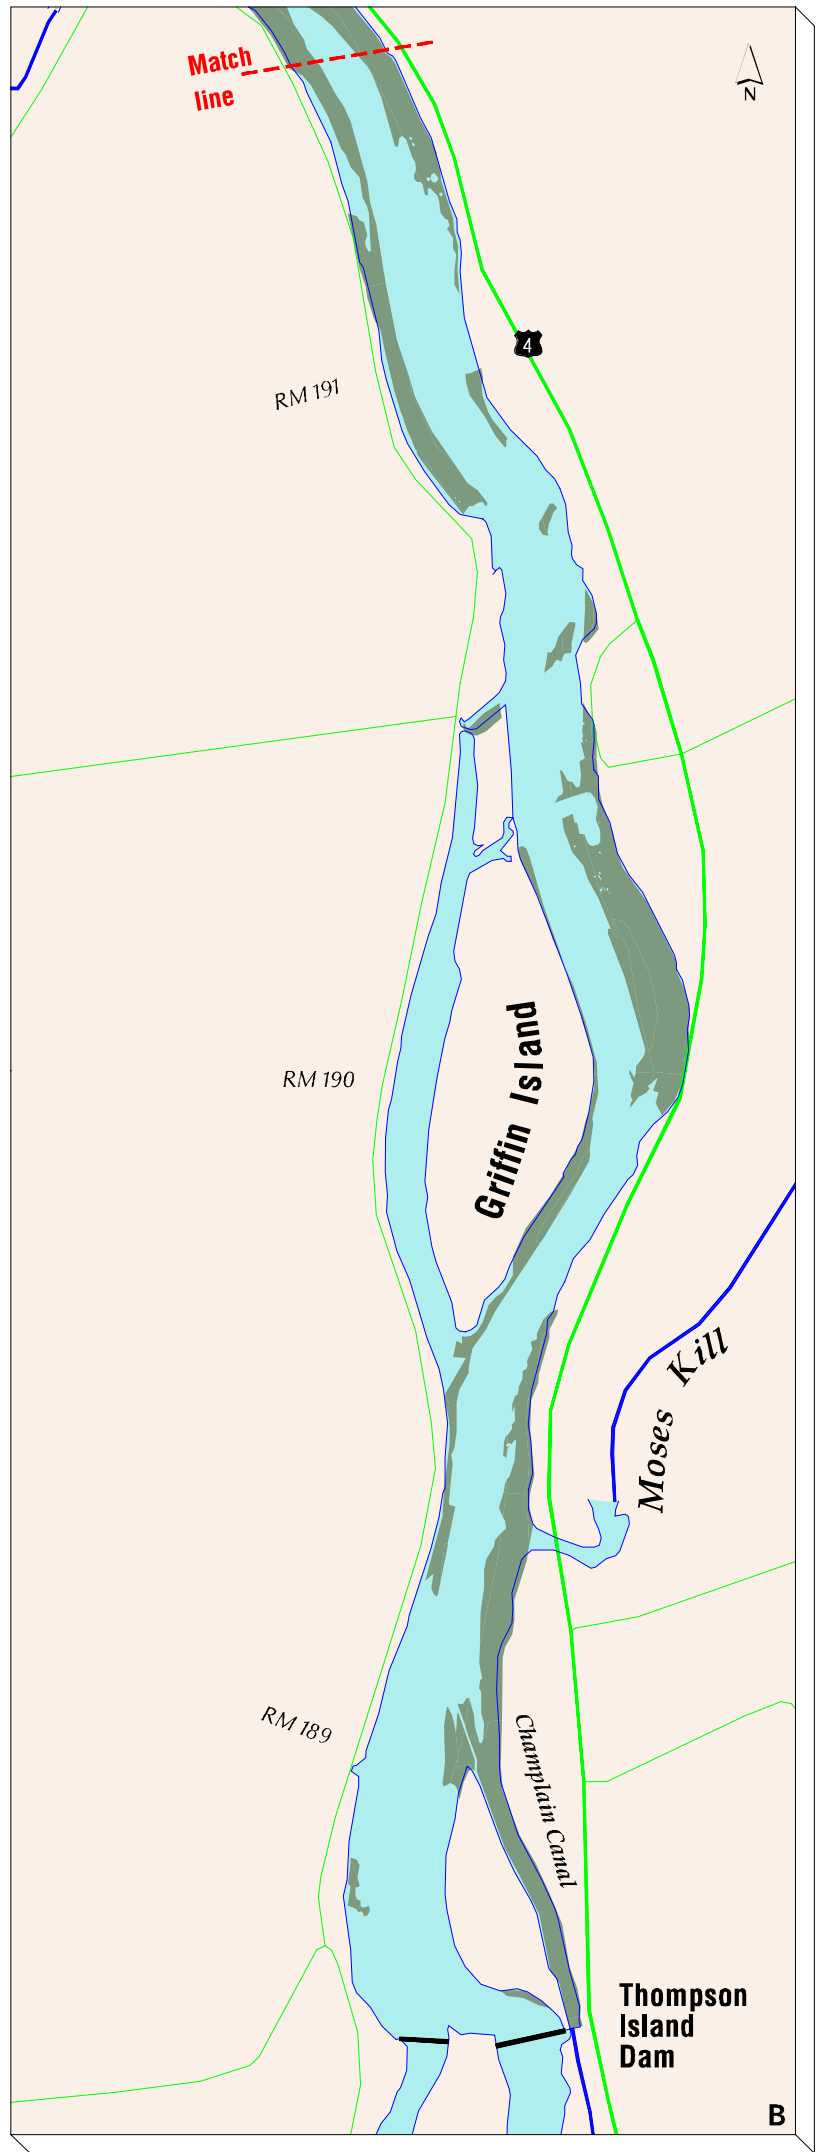 Match
line
N
4
RM 191
Griffin Island
RM 190
Moses Kill
RM 189
Champlain Canal
Thompson
Island
Dam
B